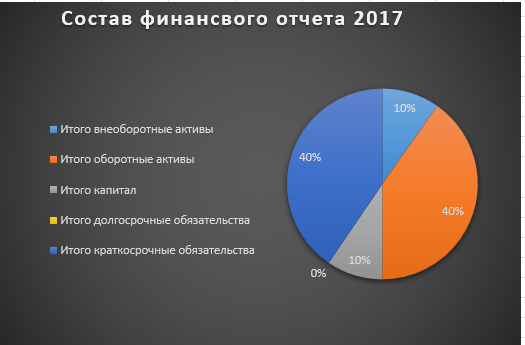 Состав финансвого отчета 2017
Итого внеоборотные активы
Итого оборотные активы
Итого капитал
Итого долгосрочные обязательства
Итого краткосрочные обязательства
10%
40%
10%
0%
40%